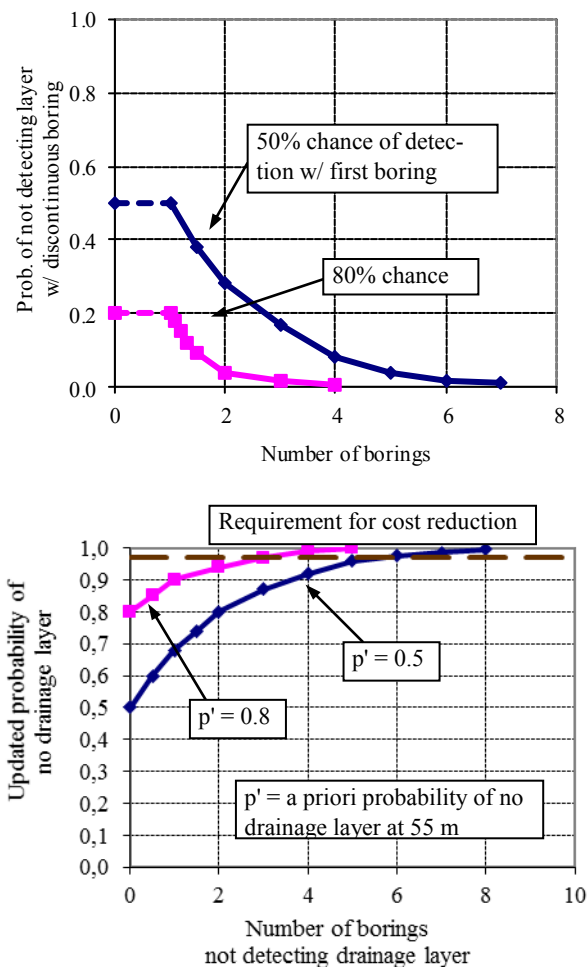 1.0
0.8
0.6
0.4
0.2
0.0
Prob. of not detecting layer
w/ discontinuous boring
50% chance of detec-
tion w/ first boring
80% chance
0 2 4 6 8
Number of borings
Requirement for cost reduction
1,0
0,9
0,8
0,7
0,6
0,5
0,4
0,3
0,2
0,1
0,0
Updated probability of
no drainage layer
p' = 0.5
p' = 0.8
p' = a priori probability of no
drainage layer at 55 m
0 2 4 6 8 10
Number of borings
not detecting drainage layer